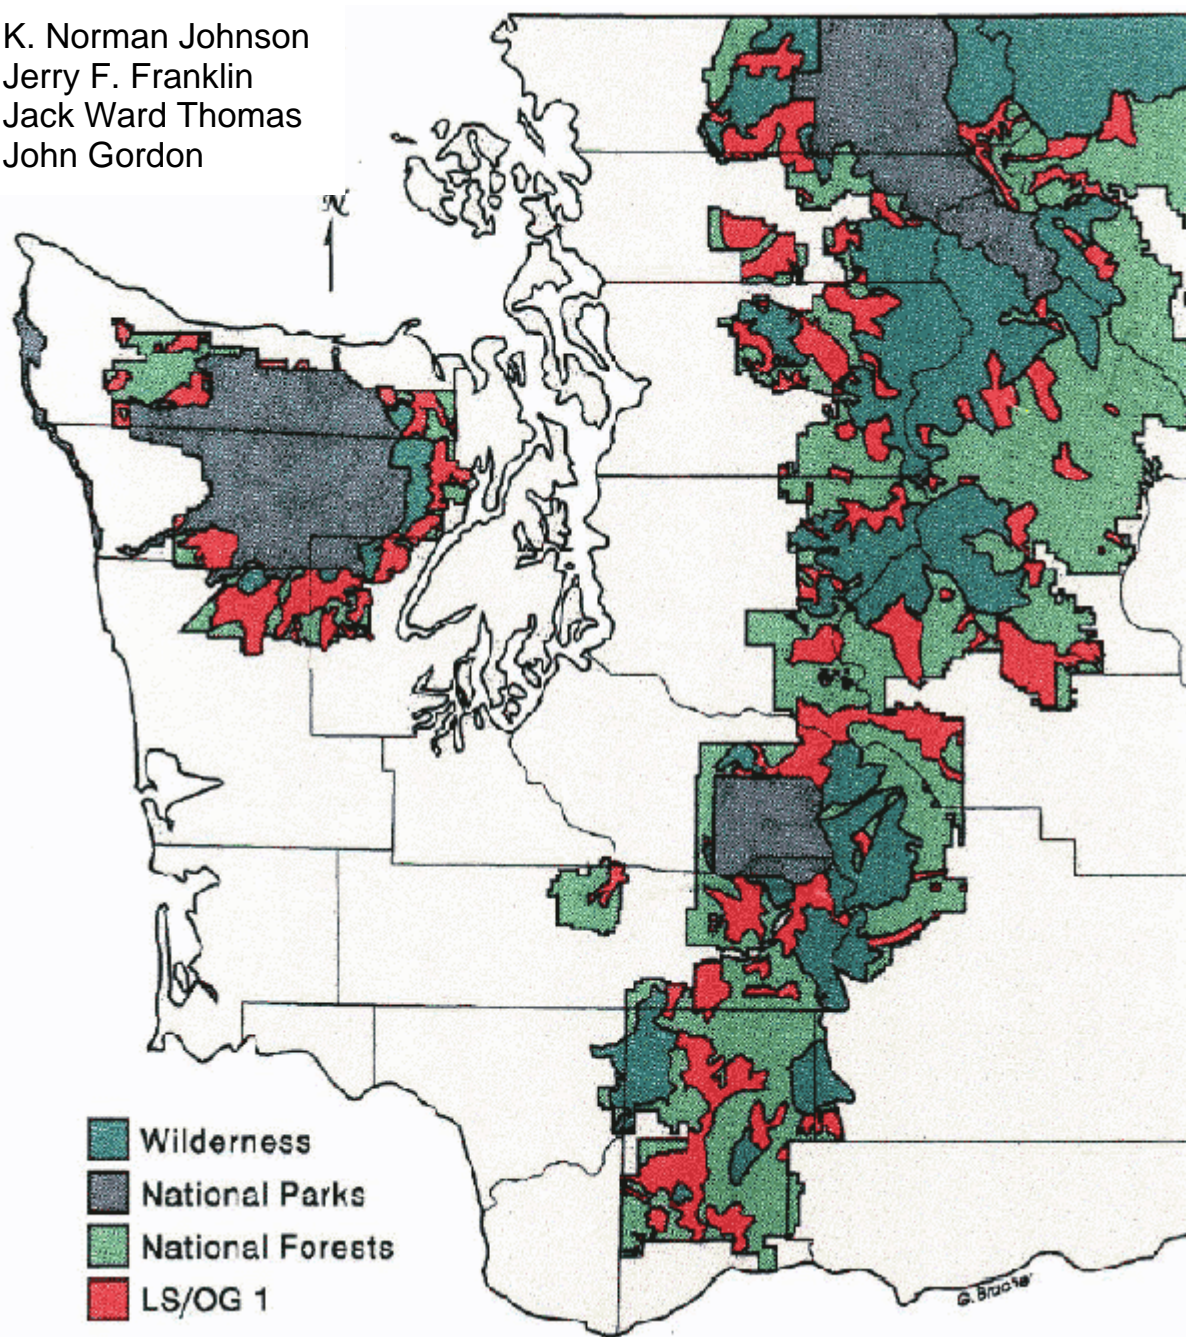 K. Norman Johnson
Jerry F. Franklin
Jack Ward Thomas
John Gordon
N
Wilderness
National Parks
National Forests
LS/OG 1